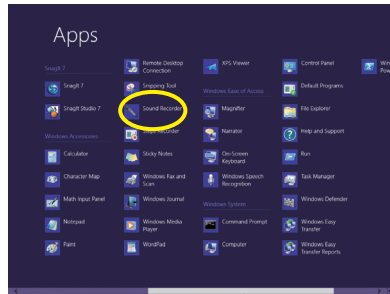 Apps
SnagIt 7
SnagIt 7
SnagIt Studio 7
Windows Accessories
Calculator
Character Map
Math Input Panel
Notepad
Paint
Remote Desktop
Connection
Snipping Tool
Sound Recorder
Steps Recorder
Sticky Notes
Windows Fax and
Scan
Windows Journal
Windows Media
Player
WordPad
XPS Viewer
Windows Ease of Access
Magnifier
Narrator
On-Screen
Keyboard
Windows Speech
Recognition
Windows System
Command Prompt
Computer
Control Panel
Default Programs
File Explorer
Help and Support
Run
Task Manager
Windows Defender
Windows Easy
Transfer
Windows Easy
Transfer Reports
Win
Pow